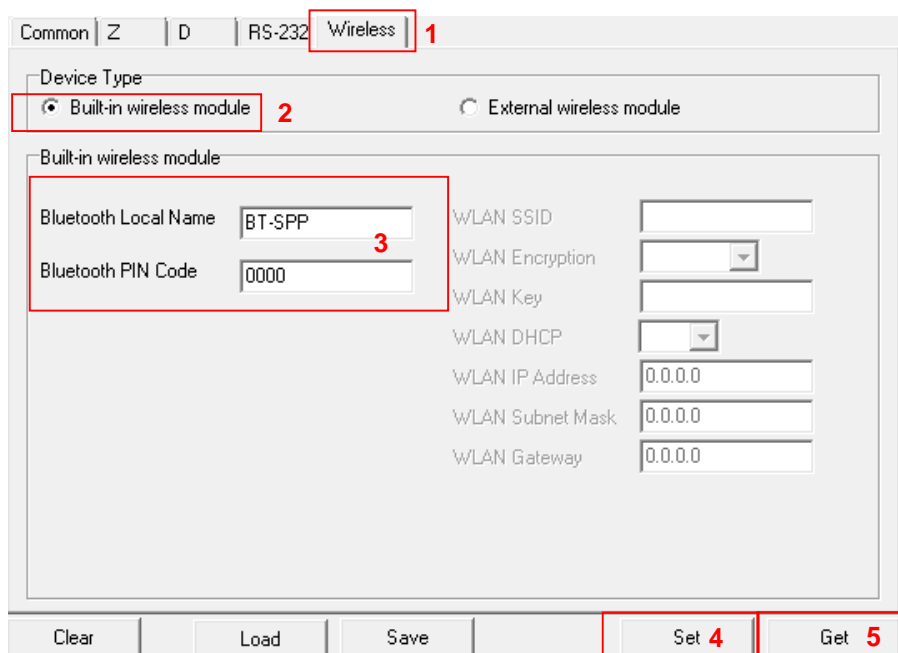 Common Z D RS-232 Wireless 1
Device Type
Built-in wireless module 2 External wireless module
Built-in wireless module
Bluetooth Local Name BT-SPP 3 WLAN SSID
WLAN Encryption
Bluetooth PIN Code 0000
WLAN Key
WLAN DHCP
WLAN IP Address 0.0.0.0
WLAN Subnet Mask 0.0.0.0
WLAN Gateway 0.0.0.0
Clear Load Save Set 4 Get 5